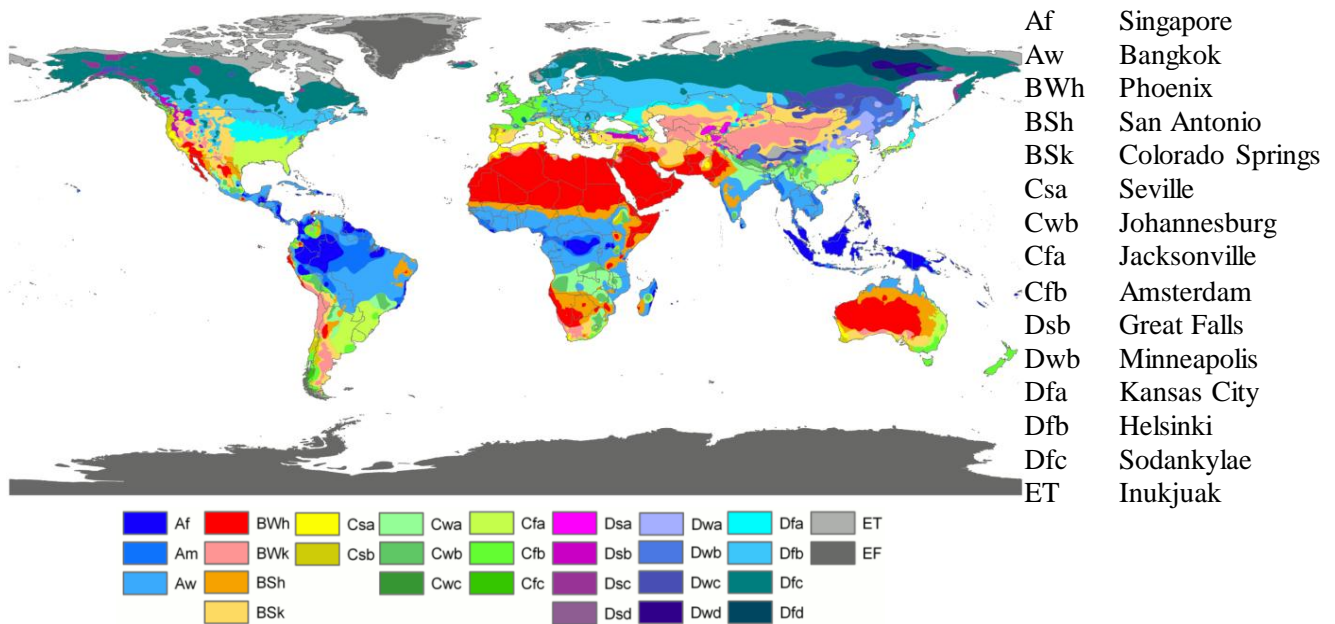 Af Singapore
Aw Bangkok
BWh Phoenix
BSh San Antonio
BSk Colorado Springs
Csa Seville
Cwb Johannesburg
Cfa Jacksonville
Cfb Amsterdam
Dsb Great Falls
Dwb Minneapolis
Dfa Kansas City
Dfb Helsinki
Dfc Sodankylae
ET Inukjuak
Af BWh Csa Cwa Cfa Dsa Dwa Dfa ET
Am BWk Csb Cwb Cfb Dsb Dwb Dfb EF
Aw BSh Cwc Cfc Dsc Dwc Dfc
BSk Dsd Dwd Dfd